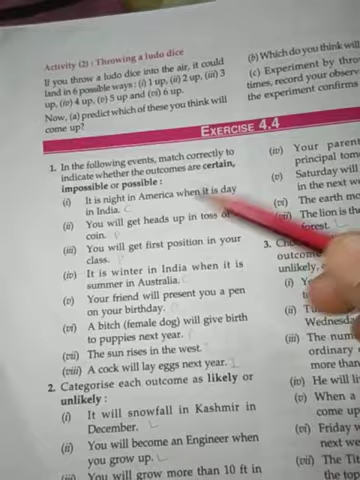 Activity (2) : Throwing a ludo dice
If you throw a ludo dice into the air, it could
land in 6 possible ways : (i) 1 up, (ii) 2 up, (iii) 3
up, (iv) 4 up, (v) 5 up and (vi) 6 up.
Now, (a) predict which of these you think will
come up?
(b) Which do you think will
(c) Experiment by
times, record your
the experiment confirms
EXERCISE 4.4
1. In the following events, match correctly to
indicate whether the outcomes are certain,
impossible or possible :
(i) It is night in America when it is day
in India. C
(ii) You will get heads up in toss of
coin. P
(iii) You will get first position in your
class. P
(iv) It is winter in India when it is
summer in Australia. C
(v) Your friend will present you a pen
on your birthday. P
(vi) A bitch (female dog) will give birth
to puppies next year. P
(vii) The sun rises in the west.
(viii) A cock will lay eggs next year.
2. Categorise each outcome as likely or
unlikely :
(i) It will snowfall in Kashmir in
December. L
(ii) You will become an Engineer when
you grow up. L
(iii) You will grow more than 10 ft in
(iv) Your
principal
(v) Saturday will
in the next
(vi) The earth
(vii) The lion is
forest.
3.
outcome
unlikely,
(i)
(ii)
Wednesda
(iii) The
ordinary
more than
(iv) He will
(v) When a
come up
(vi) Friday
next
(vii) The
the top